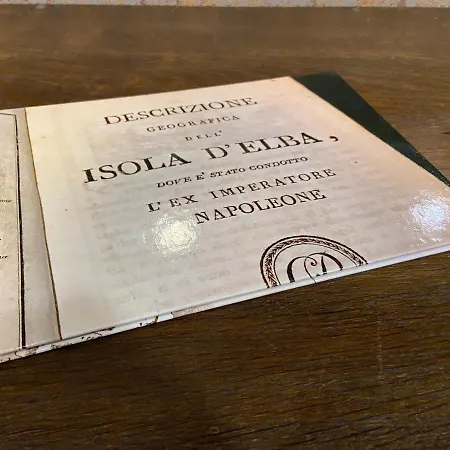 DESCRIZIONE
GEOGRAFICA
DELL'
ISOLA D'ELBA,
DOVE E' STATO CONDOTTO
L'EX IMPERATORE
NAPOLEONE